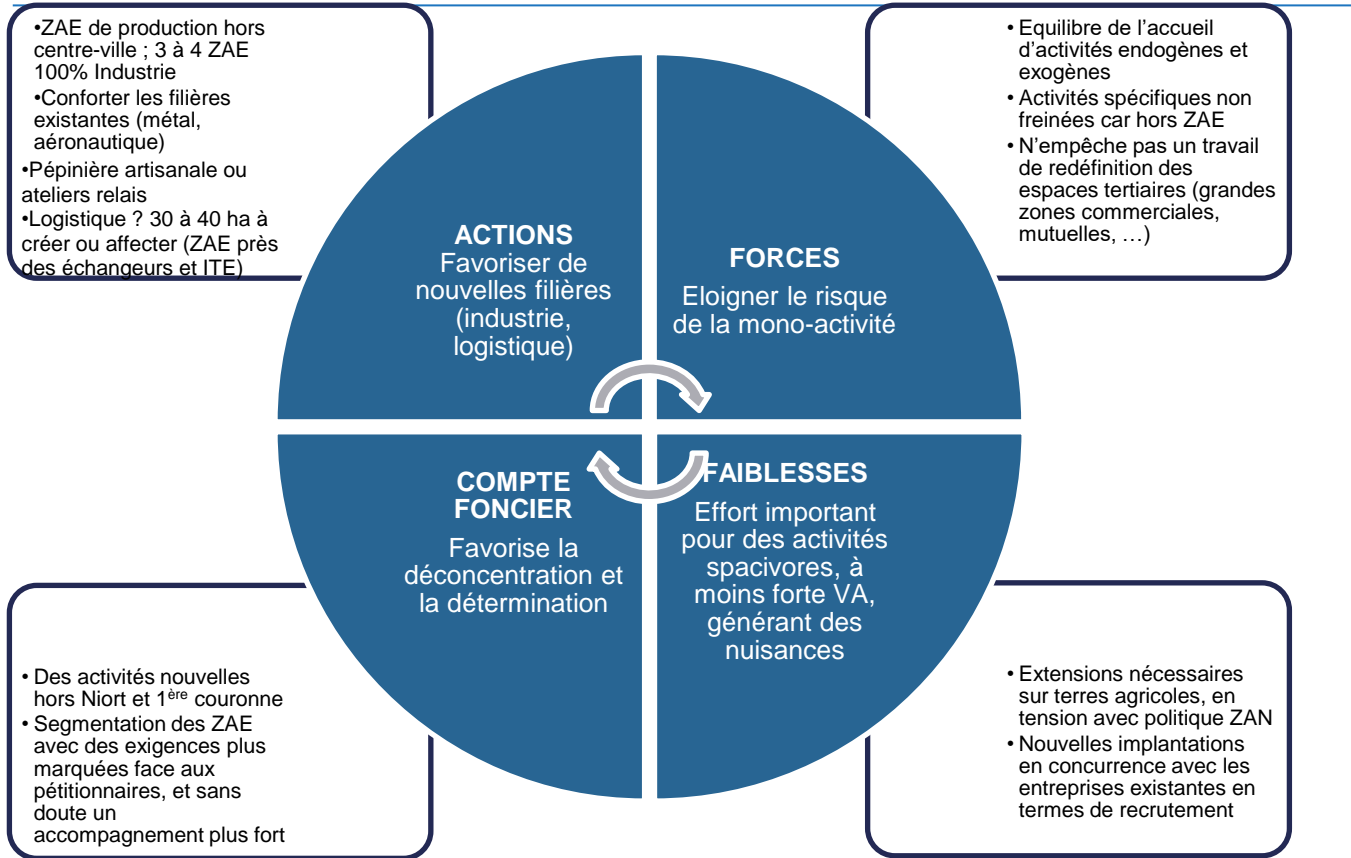 •ZAE de production hors
centre-ville ; 3 à 4 ZAE
100% Industrie
•Conforter les filières
existantes (métal,
aéronautique)
•Pépinière artisanale ou
ateliers relais
•Logistique ? 30 à 40 ha à
créer ou affecter (ZAE près
des échangeurs et ITE)
• Equilibre de l’accueil
d’activités endogènes et
exogènes
• Activités spécifiques non
freinées car hors ZAE
• N’empêche pas un travail
de redéfinition des
espaces tertiaires (grandes
zones commerciales,
mutuelles, …)
ACTIONS
Favoriser de
nouvelles filières
(industrie,
logistique)
FORCES
Eloigner le risque
de la mono-activité
COMPTE
FONCIER
Favorise la
déconcentration et
la détermination
FAIBLESSES
Effort important
pour des activités
spacivores, à
moins forte VA,
générant des
nuisances
• Des activités nouvelles
hors Niort et 1ère couronne
• Segmentation des ZAE
avec des exigences plus
marquées face aux
pétitionnaires, et sans
doute un
accompagnement plus fort
• Extensions nécessaires
sur terres agricoles, en
tension avec politique ZAN
• Nouvelles implantations
en concurrence avec les
entreprises existantes en
termes de recrutement